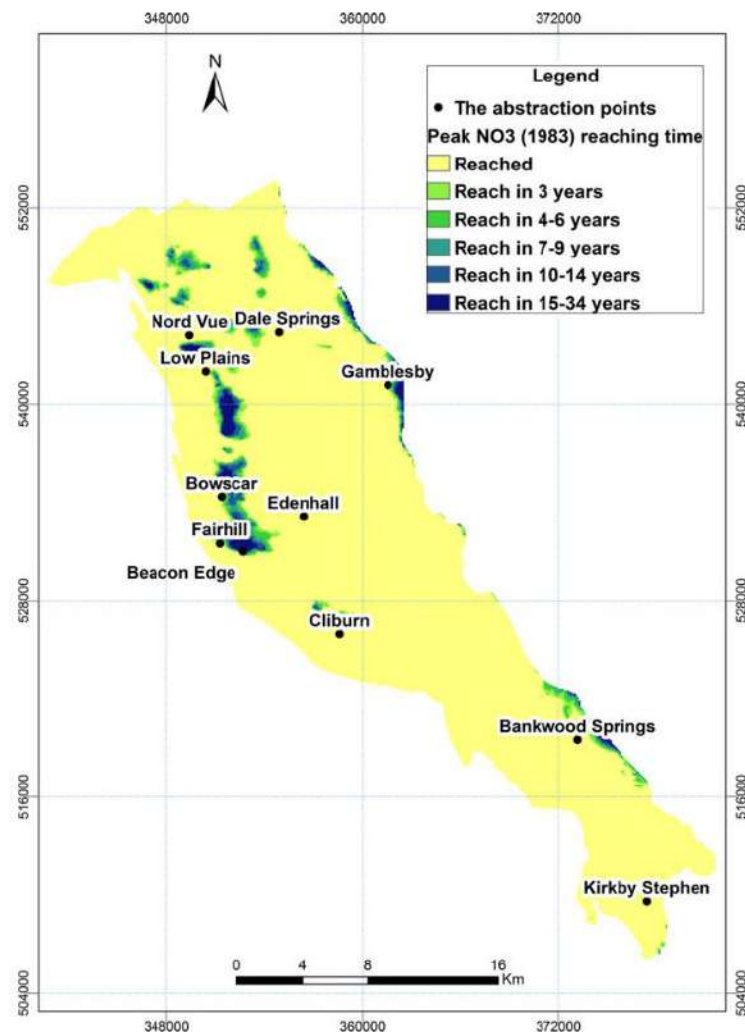 348000 360000 372000
N
Legend
The abstraction points
Peak NO3 (1983) reaching time
Reached
Reach in 3 years
Reach in 4-6 years
Reach in 7-9 years
Reach in 10-14 years
Reach in 15-34 years
552000 552000
Nord Vue Dale Springs
Low Plains
Gamblesby
540000 540000
Bowscar
Edenhall
Fairhill
Beacon Edge
528000 528000
Cliburn
Bankwood Springs
516000 516000
Kirkby Stephen
0 4 8 16
Km
504000 504000
348000 360000 372000